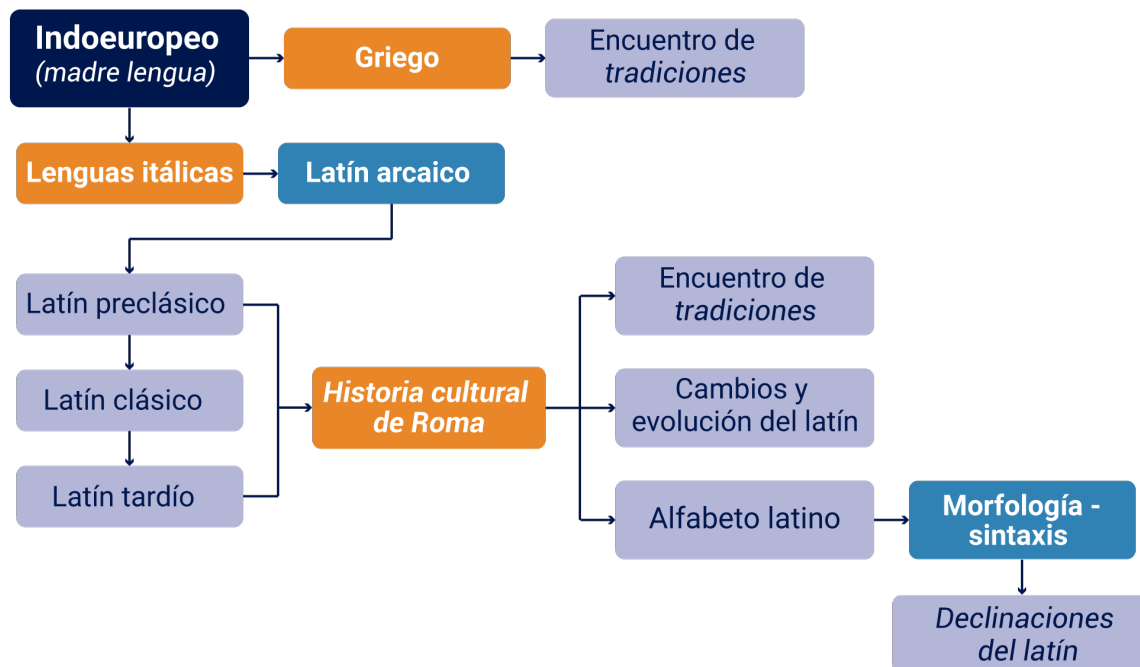 Indoeuropeo
(madre lengua)
Griego
Encuentro de
tradiciones
Lenguas itálicas
Latín arcaico
Latín preclásico
Latín clásico
Latín tardío
Historia cultural
de Roma
Encuentro de
tradiciones
Cambios y
evolución del latín
Alfabeto latino
Morfología -
sintaxis
Declinaciones
del latín